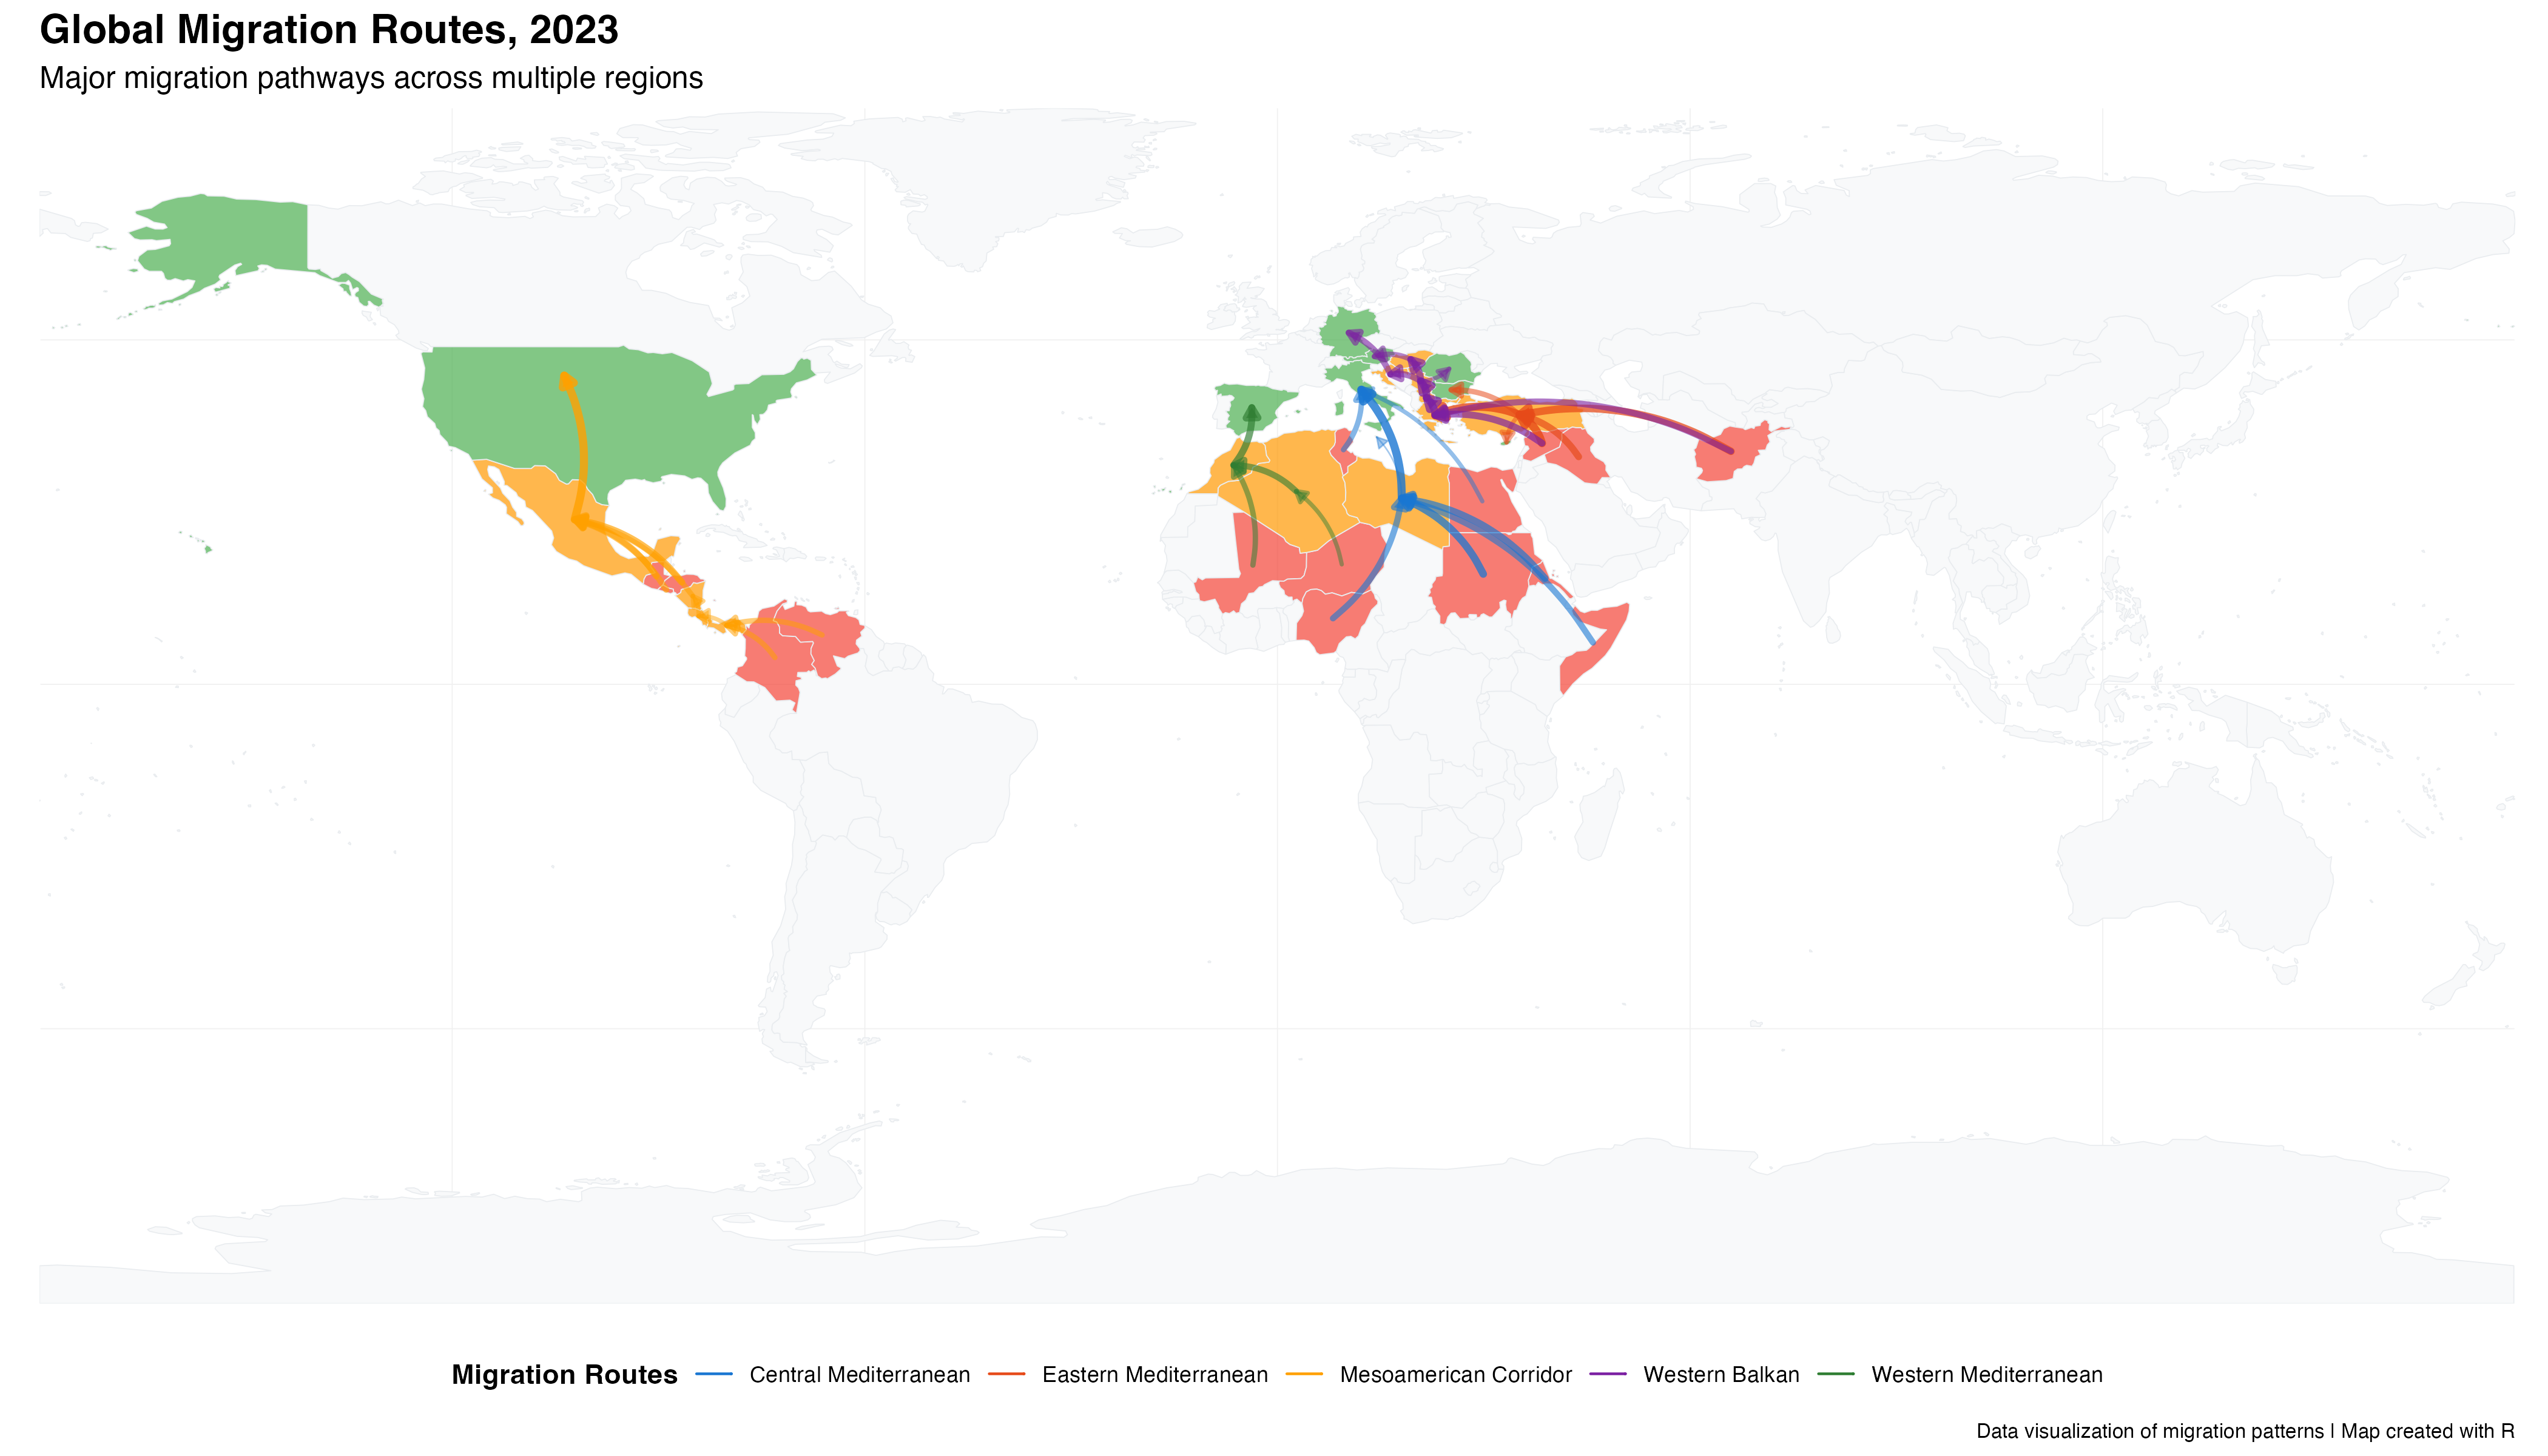 Global Migration Routes, 2023
Major migration pathways across multiple regions
Migration Routes Central Mediterranean Eastern Mediterranean Mesoamerican Corridor Western Balkan Western Mediterranean
Data visualization of migration patterns | Map created with R